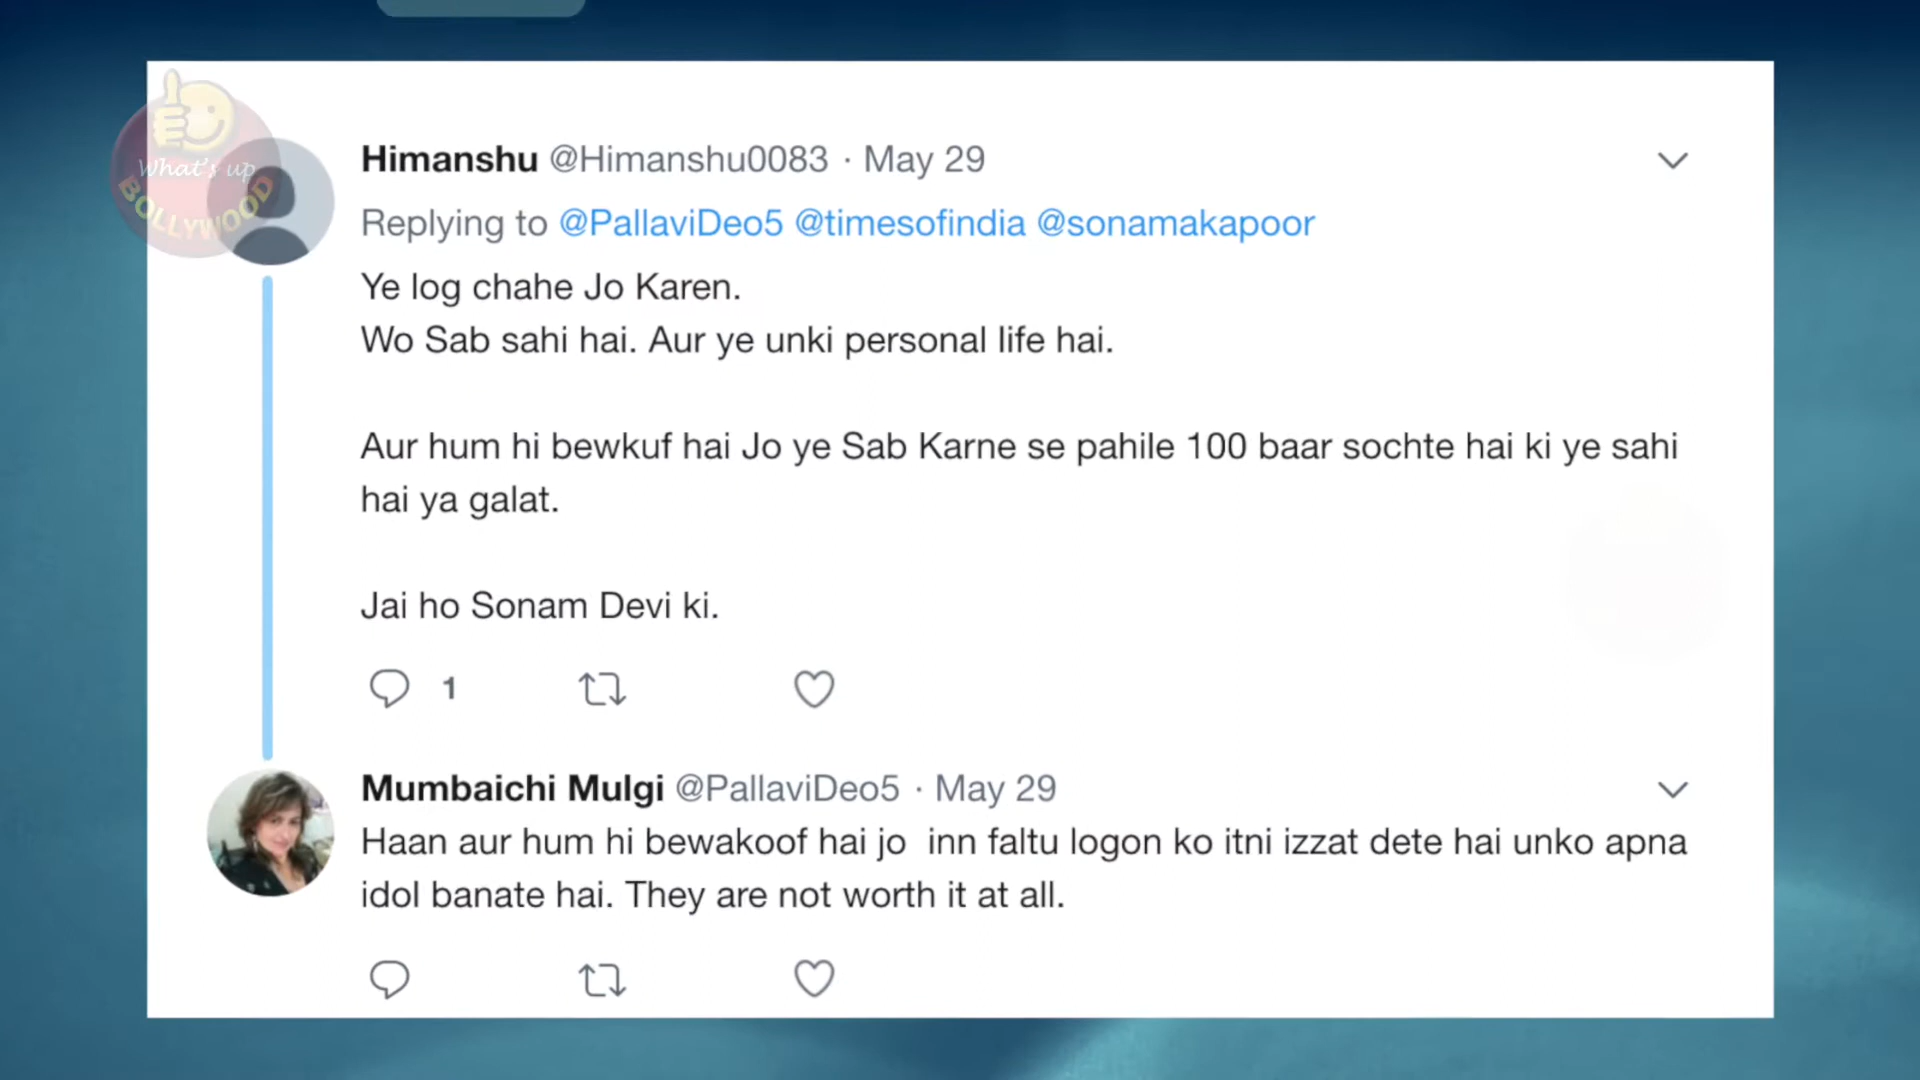 What's up
BOLLYWOOD
Himanshu @Himanshu0083 · May 29
Replying to @PallaviDeo5 @timesofindia @sonamakapoor
Ye log chahe Jo Karen.
Wo Sab sahi hai. Aur ye unki personal life hai.
Aur hum hi bewkuf hai Jo ye Sab Karne se pahile 100 baar sochte hai ki ye sahi
hai ya galat.
Jai ho Sonam Devi ki.
1
Mumbaichi Mulgi @PallaviDeo5 · May 29
Haan aur hum hi bewakoof hai jo  inn faltu logon ko itni izzat dete hai unko apna
idol banate hai. They are not worth it at all.